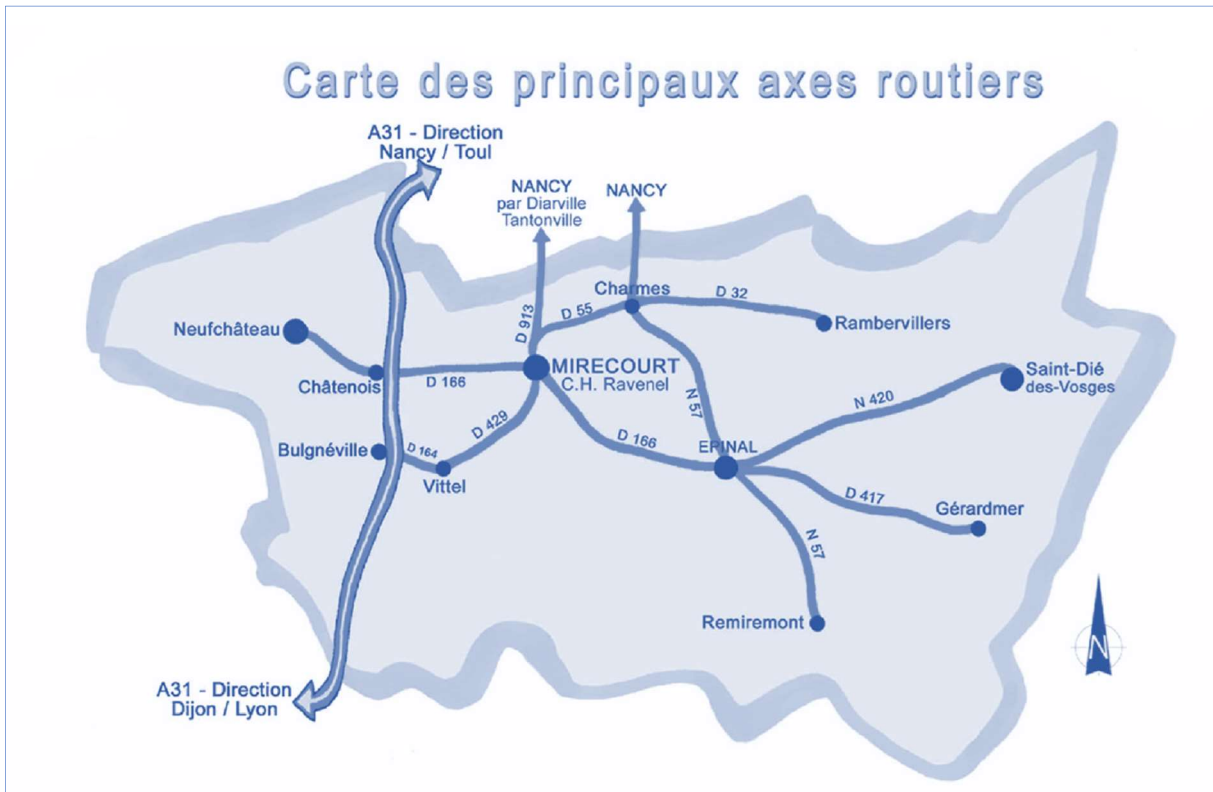 Carte des principaux axes routiers
A31 - Direction
Nancy / Toul
NANCY
par Diarville
Tantonville
NANCY
Charmes
D 32
D 55
D 913
Neufchâteau
Rambervillers
MIRECOURT
C.H. Ravenel
Châtenois
D 166
Saint-Dié
des-Vosges
N 57
N 420
D 429
D 166
EPINAL
Bulgnéville
D 164
Vittel
D 417
Gérardmer
N 57
Remiremont
N
A31 - Direction
Dijon / Lyon